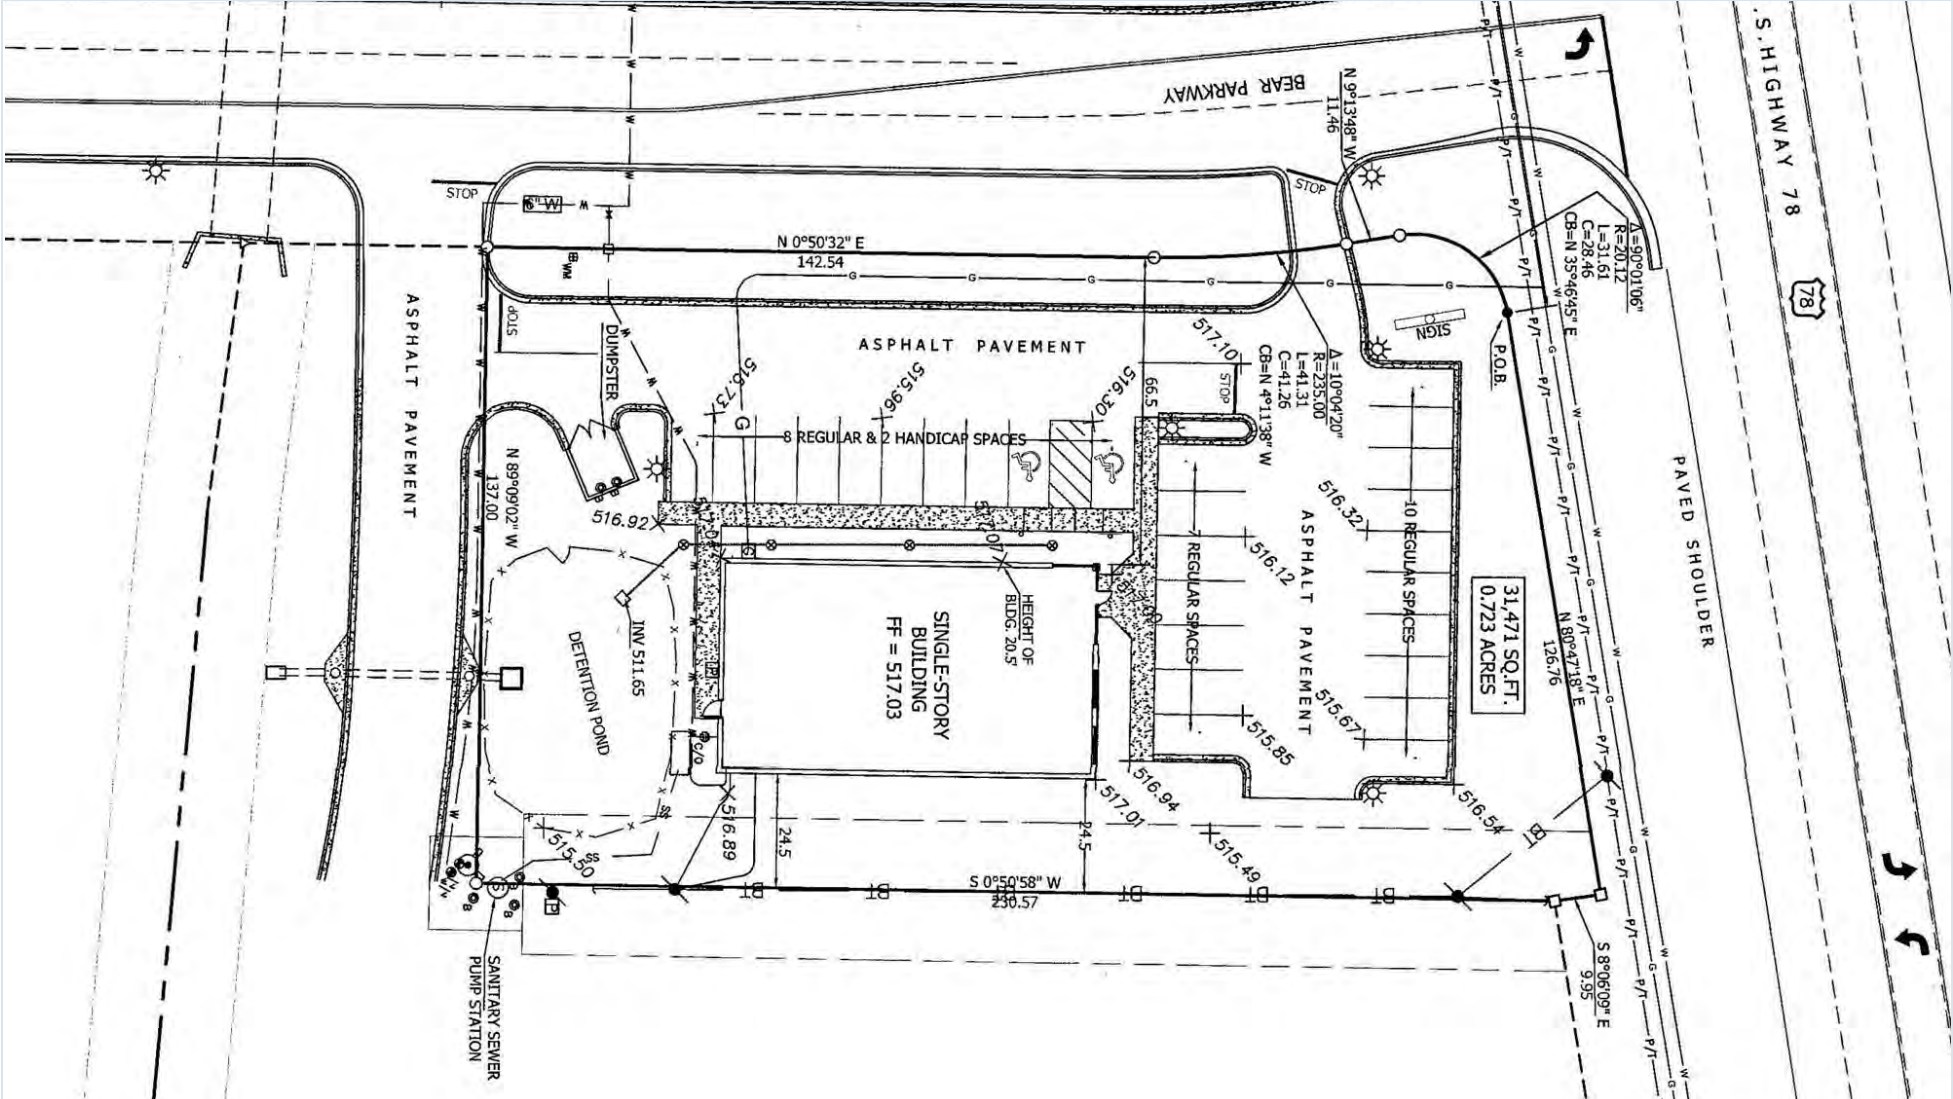 .S.HIGHWAY 78
78
PAVED SHOULDER
BEAR PARKWAY
N 9°13'48" W
11.46
Δ=90°01'06"
R=20.12
L=31.61
C=28.46
CB=N 35°46'45" E
STOP
STOP
STOP
STOP
6" W
WM
N 0°50'32" E
142.54
SIGN
P.O.B.
ASPHALT PAVEMENT
ASPHALT PAVEMENT
ASPHALT PAVEMENT
DUMPSTER
517.10
Δ=10°04'20"
R=235.00
L=41.31
C=41.26
CB=N 4°11'38" W
66.5
515.73
515.96
516.30
8 REGULAR & 2 HANDICAP SPACES
7 REGULAR SPACES
10 REGULAR SPACES
516.32
516.12
516.92
N 89°09'02" W
137.00
31,471 SQ.FT.
0.723 ACRES
N 80°47'18" E
126.76
HEIGHT OF
BLDG. 20.5'
SINGLE-STORY
BUILDING
FF = 517.03
INV 511.65
DETENTION POND
515.67
515.85
516.94
517.01
516.54
515.49
516.89
515.50
C/O
24.5
24.5
S 0°50'58" W
230.57
S 8°06'09" E
9.95
SANITARY SEWER
PUMP STATION